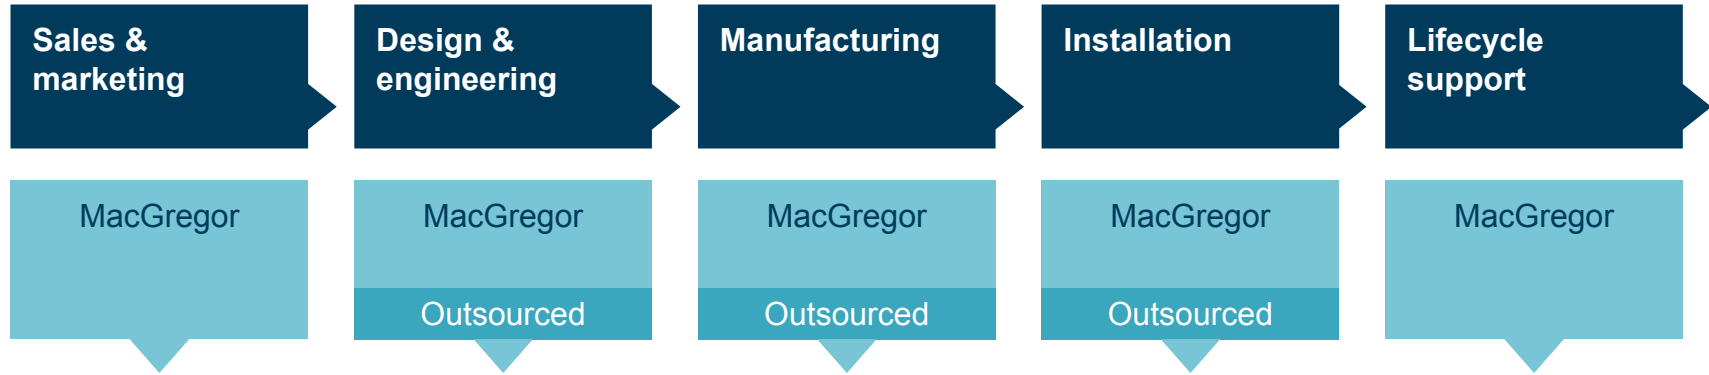 Sales &
marketing
Design &
engineering
Manufacturing
Installation
Lifecycle
support
MacGregor
MacGregor
MacGregor
MacGregor
MacGregor
Outsourced
Outsourced
Outsourced